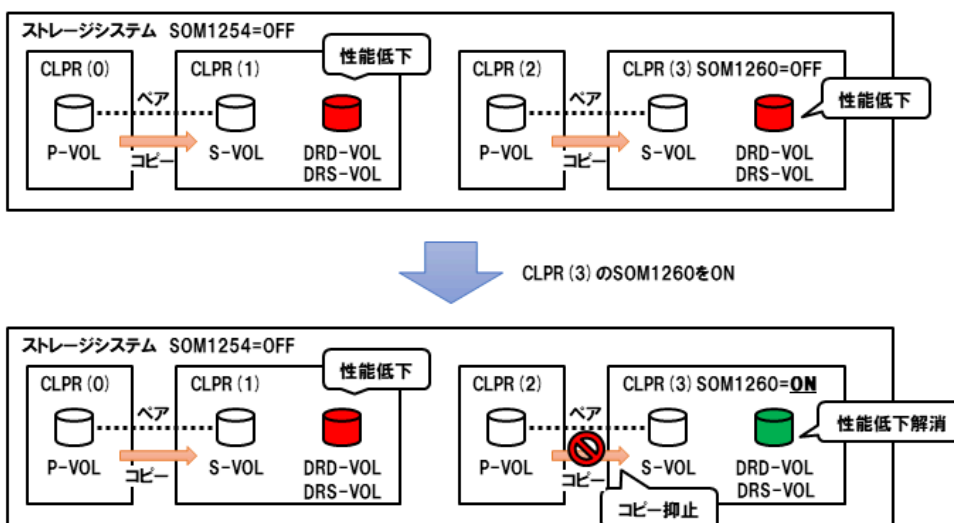 ストレージシステム SOM1254=OFF
CLPR(0)
CLPR(1)
性能低下
CLPR(2)
CLPR(3) SOM1260=OFF
性能低下
ペア
ペア
P-VOL
コピー
S-VOL
DRD-VOL
DRS-VOL
P-VOL
コピー
S-VOL
DRD-VOL
DRS-VOL
CLPR(3)のSOM1260をON
ストレージシステム SOM1254=OFF
CLPR(0)
CLPR(1)
性能低下
CLPR(2)
CLPR(3) SOM1260=ON
性能低下解消
ペア
ペア
P-VOL
コピー
S-VOL
DRD-VOL
DRS-VOL
P-VOL
コピー
S-VOL
DRD-VOL
DRS-VOL
コピー抑止